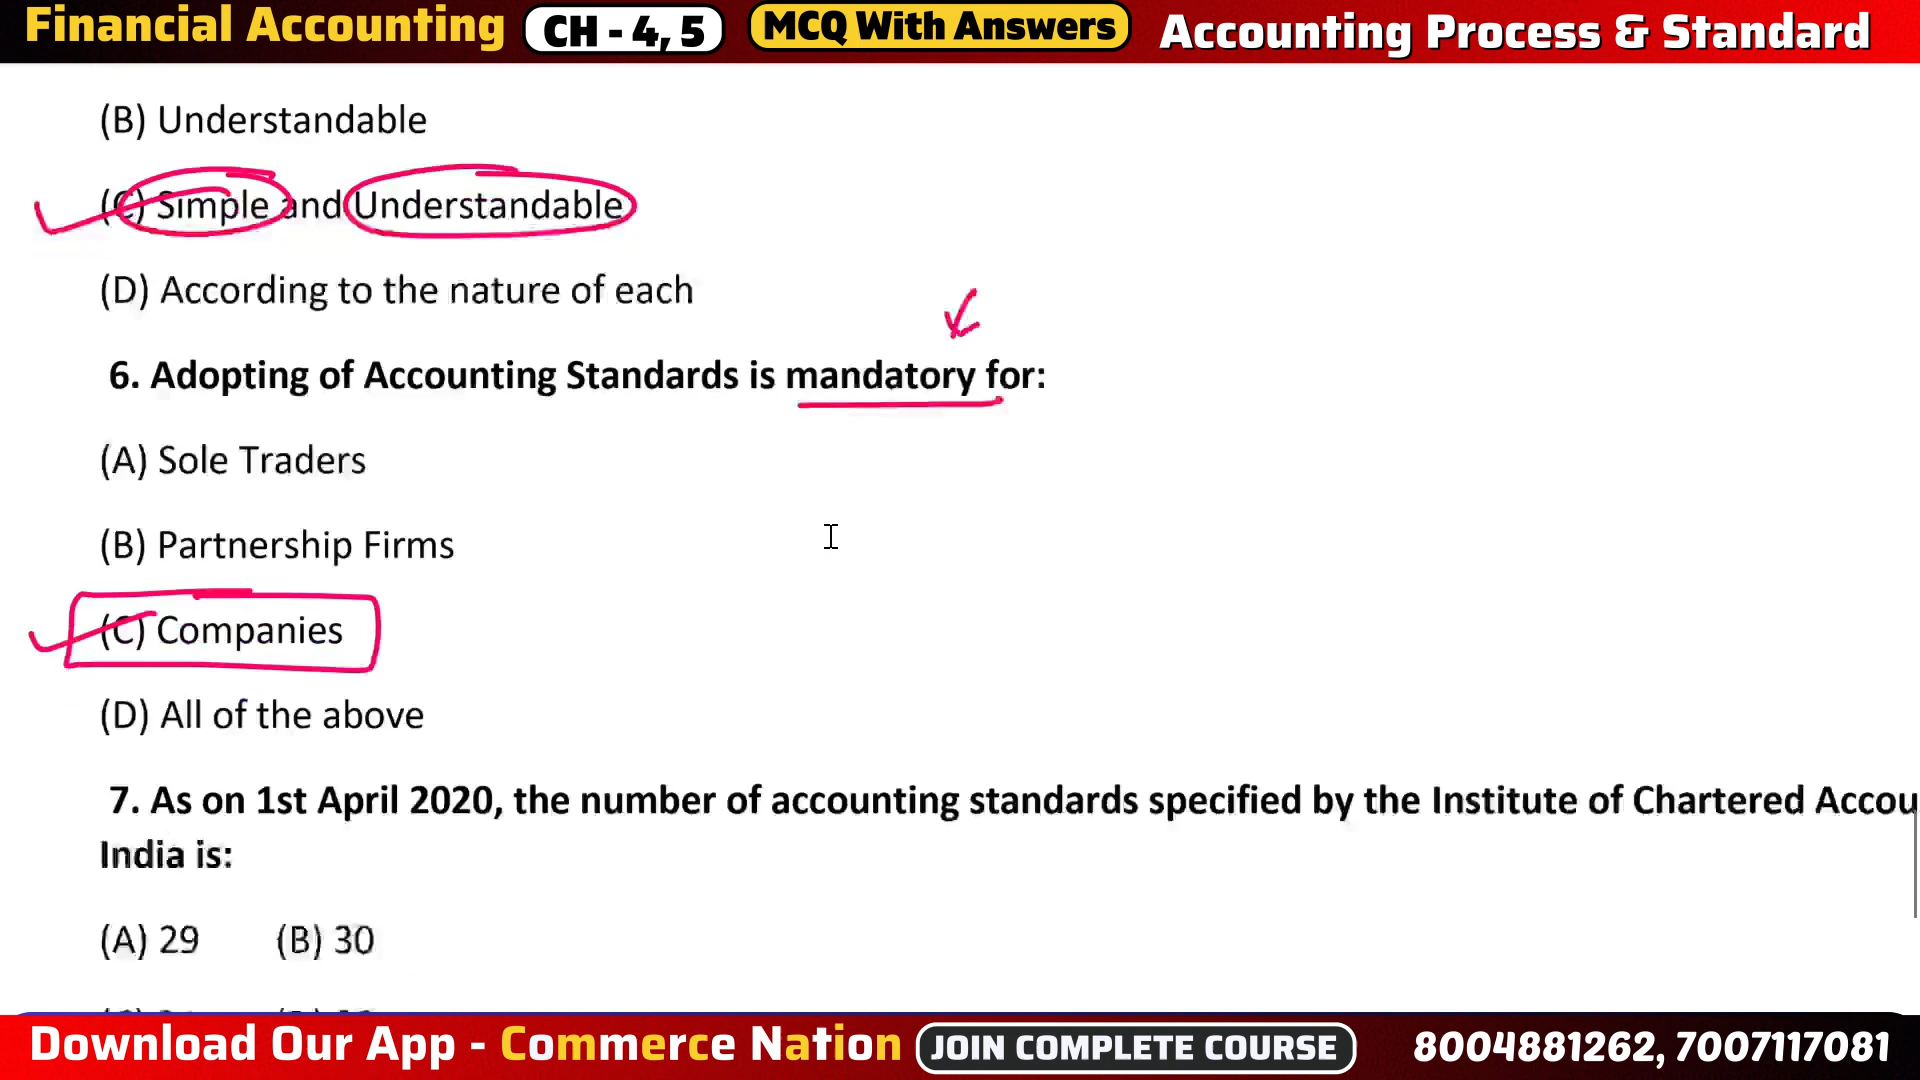 Financial Accounting CH - 4, 5 MCQ With Answers Accounting Process & Standard
(B) Understandable
(C) Simple and Understandable
(D) According to the nature of each
6. Adopting of Accounting Standards is mandatory for:
(A) Sole Traders
(B) Partnership Firms
(C) Companies
(D) All of the above
7. As on 1st April 2020, the number of accounting standards specified by the Institute of Chartered Accou
India is:
(A) 29 (B) 30
Download Our App - Commerce Nation JOIN COMPLETE COURSE 8004881262, 7007117081